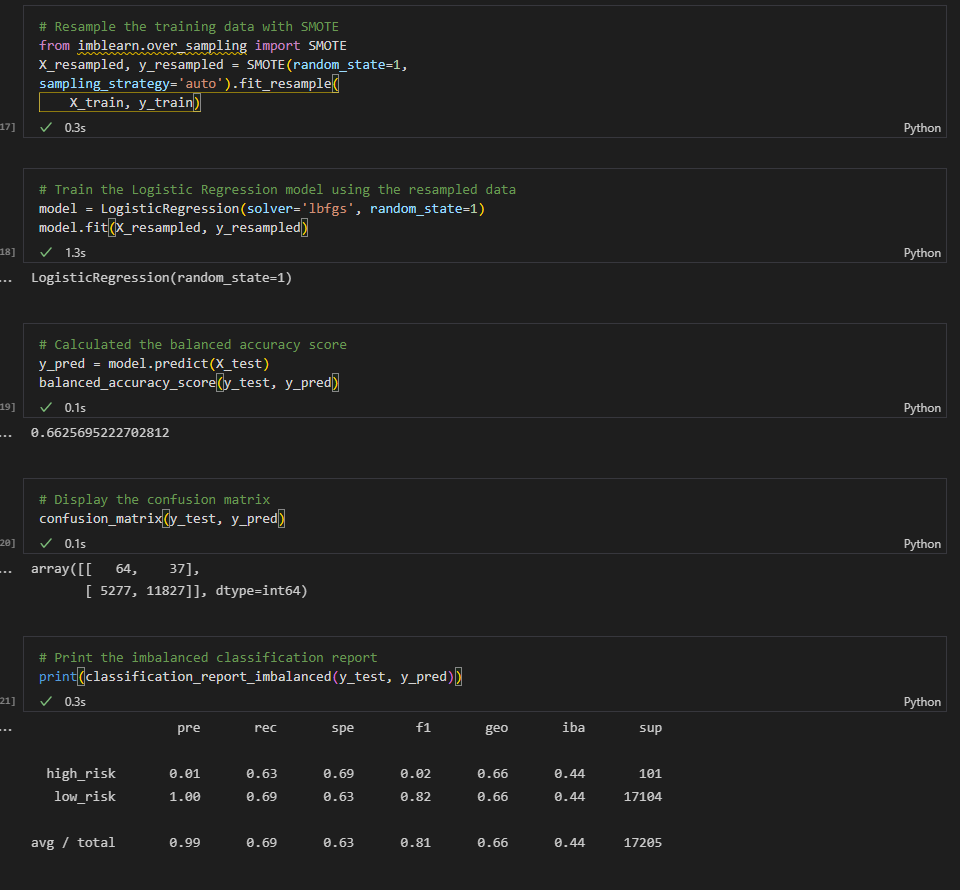 # Resample the training data with SMOTE
from imblearn.over_sampling import SMOTE
X_resampled, y_resampled = SMOTE(random_state=1,
sampling_strategy='auto').fit_resample(
    X_train, y_train)
17] ✓ 0.3s Python
# Train the Logistic Regression model using the resampled data
model = LogisticRegression(solver='lbfgs', random_state=1)
model.fit(X_resampled, y_resampled)
18] ✓ 1.3s Python
... LogisticRegression(random_state=1)
# Calculated the balanced accuracy score
y_pred = model.predict(X_test)
balanced_accuracy_score(y_test, y_pred)
19] ✓ 0.1s Python
... 0.6625695222702812
# Display the confusion matrix
confusion_matrix(y_test, y_pred)
20] ✓ 0.1s Python
... array([[   64,    37],
       [ 5277, 11827]], dtype=int64)
# Print the imbalanced classification report
print(classification_report_imbalanced(y_test, y_pred))
21] ✓ 0.3s Python
... pre rec spe f1 geo iba sup
high_risk 0.01 0.63 0.69 0.02 0.66 0.44 101
low_risk 1.00 0.69 0.63 0.82 0.66 0.44 17104
avg / total 0.99 0.69 0.63 0.81 0.66 0.44 17205